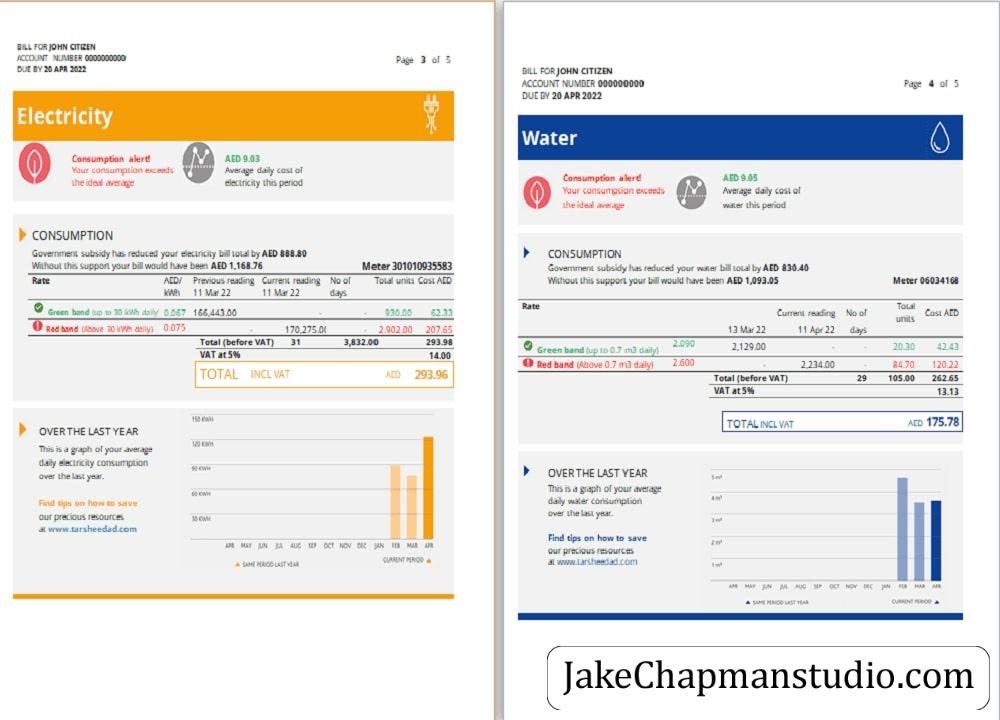 BILL FOR JOHN CITIZEN
ACCOUNT NUMBER 0000000000
DUE BY 20 APR 2022
Page 3 of 5
Electricity
Consumption alert!
Your consumption exceeds
the ideal average
AED 9.03
Average daily cost of
electricity this period
CONSUMPTION
Government subsidy has reduced your electricity bill total by AED 888.80
Without this support your bill would have been AED 1,168.76 Meter 301010935583
Rate AED/ kWh Previous reading 11 Mar 22 Current reading 11 Mar 22 No of days Total units Cost AED
Green band (up to 30 kWh daily 0.067 166,443.00 - - 930.00 62.33
Red band (Above 30 kWh daily) 0.075 - 170,275.0( - 2.902.00 207.65
Total (before VAT) 31 3,832.00 293.98
VAT at 5% 14.00
TOTAL INCL VAT AED 293.96
OVER THE LAST YEAR
This is a graph of your average
daily electricity consumption
over the last year.
Find tips on how to save
our precious resources
at www.tarsheedad.com
150 KWH
120 KWH
90 KWH
60 KWH
30 KWH
APR MAY JUN JUL AUG SEP OCT NOV DEC JAN FEB MAR APR
SAME PERIOD LAST YEAR CURRENT PERIOD
BILL FOR JOHN CITIZEN
ACCOUNT NUMBER 000000000
DUE BY 20 APR 2022
Page 4 of 5
Water
Consumption alert!
Your consumption exceeds
the ideal average
AED 9.05
Average daily cost of
water this period
CONSUMPTION
Government subsidy has reduced your water bill total by AED 830.40
Without this support your bill would have been AED 1,093.05 Meter 06034168
Rate 13 Mar 22 Current reading 11 Apr 22 No of days Total units Cost AED
Green band (up to 0.7 m3 daily) 2.090 2,129.00 - - 20.30 42.43
Red band (Above 0.7 m3 daily) 2.600 - 2,234.00 - 84.70 120.22
Total (before VAT) 29 105.00 262.65
VAT at 5% 13.13
TOTAL INCL VAT AED 175.78
OVER THE LAST YEAR
This is a graph of your average
daily water consumption
over the last year.
Find tips on how to save
our precious resources
at www.tarsheedad.com
5 m³
4 m³
3 m³
2 m³
1 m³
APR MAY JUN JUL AUG SEP OCT NOV DEC JAN FEB MAR APR
SAME PERIOD LAST YEAR CURRENT PERIOD
JakeChapmanstudio.com